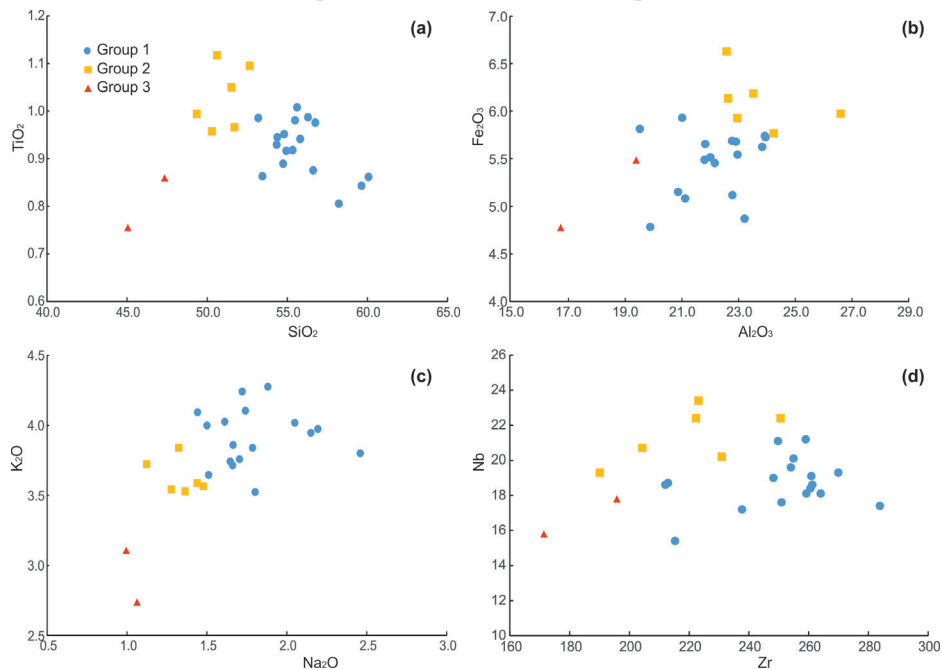 (a)
1.2
1.1
1.0
0.9
0.8
0.7
0.6
TiO₂
Group 1
Group 2
Group 3
40.0 45.0 50.0 55.0 60.0 65.0
SiO₂
(b)
7.0
6.5
6.0
5.5
5.0
4.5
4.0
Fe₂O₃
15.0 17.0 19.0 21.0 23.0 25.0 27.0 29.0
Al₂O₃
(c)
4.5
4.0
3.5
3.0
2.5
K₂O
1.0 1.5 2.0 2.5 3.0
Na₂O
(d)
26
24
22
20
18
16
14
12
10
Nb
160 180 200 220 240 260 280 300
Zr